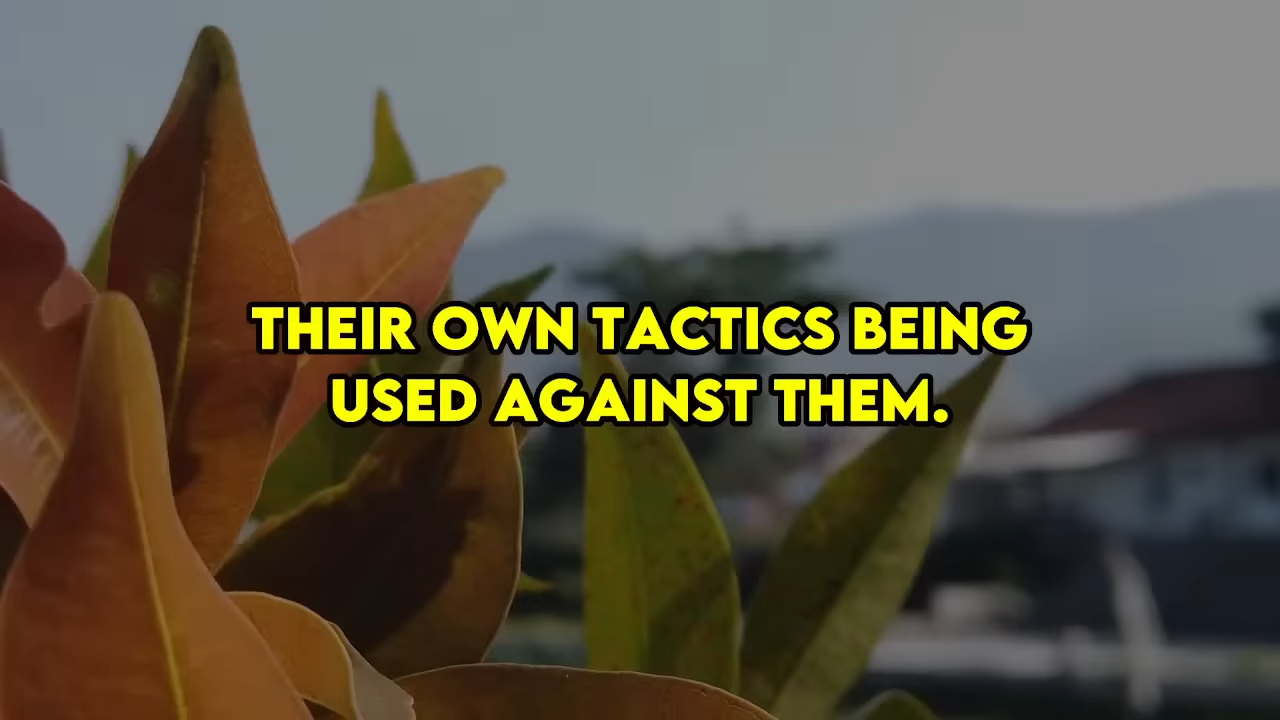 THEIR OWN TACTICS BEING
USED AGAINST THEM.